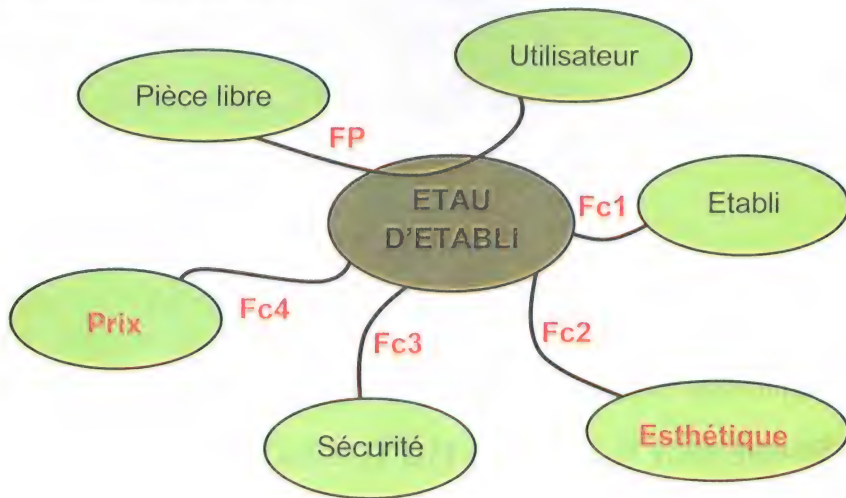 Utilisateur
Pièce libre
FP
ETAU
D'ETABLI
Fc1
Etabli
Prix
Fc4
Fc3
Fc2
Sécurité
Esthétique